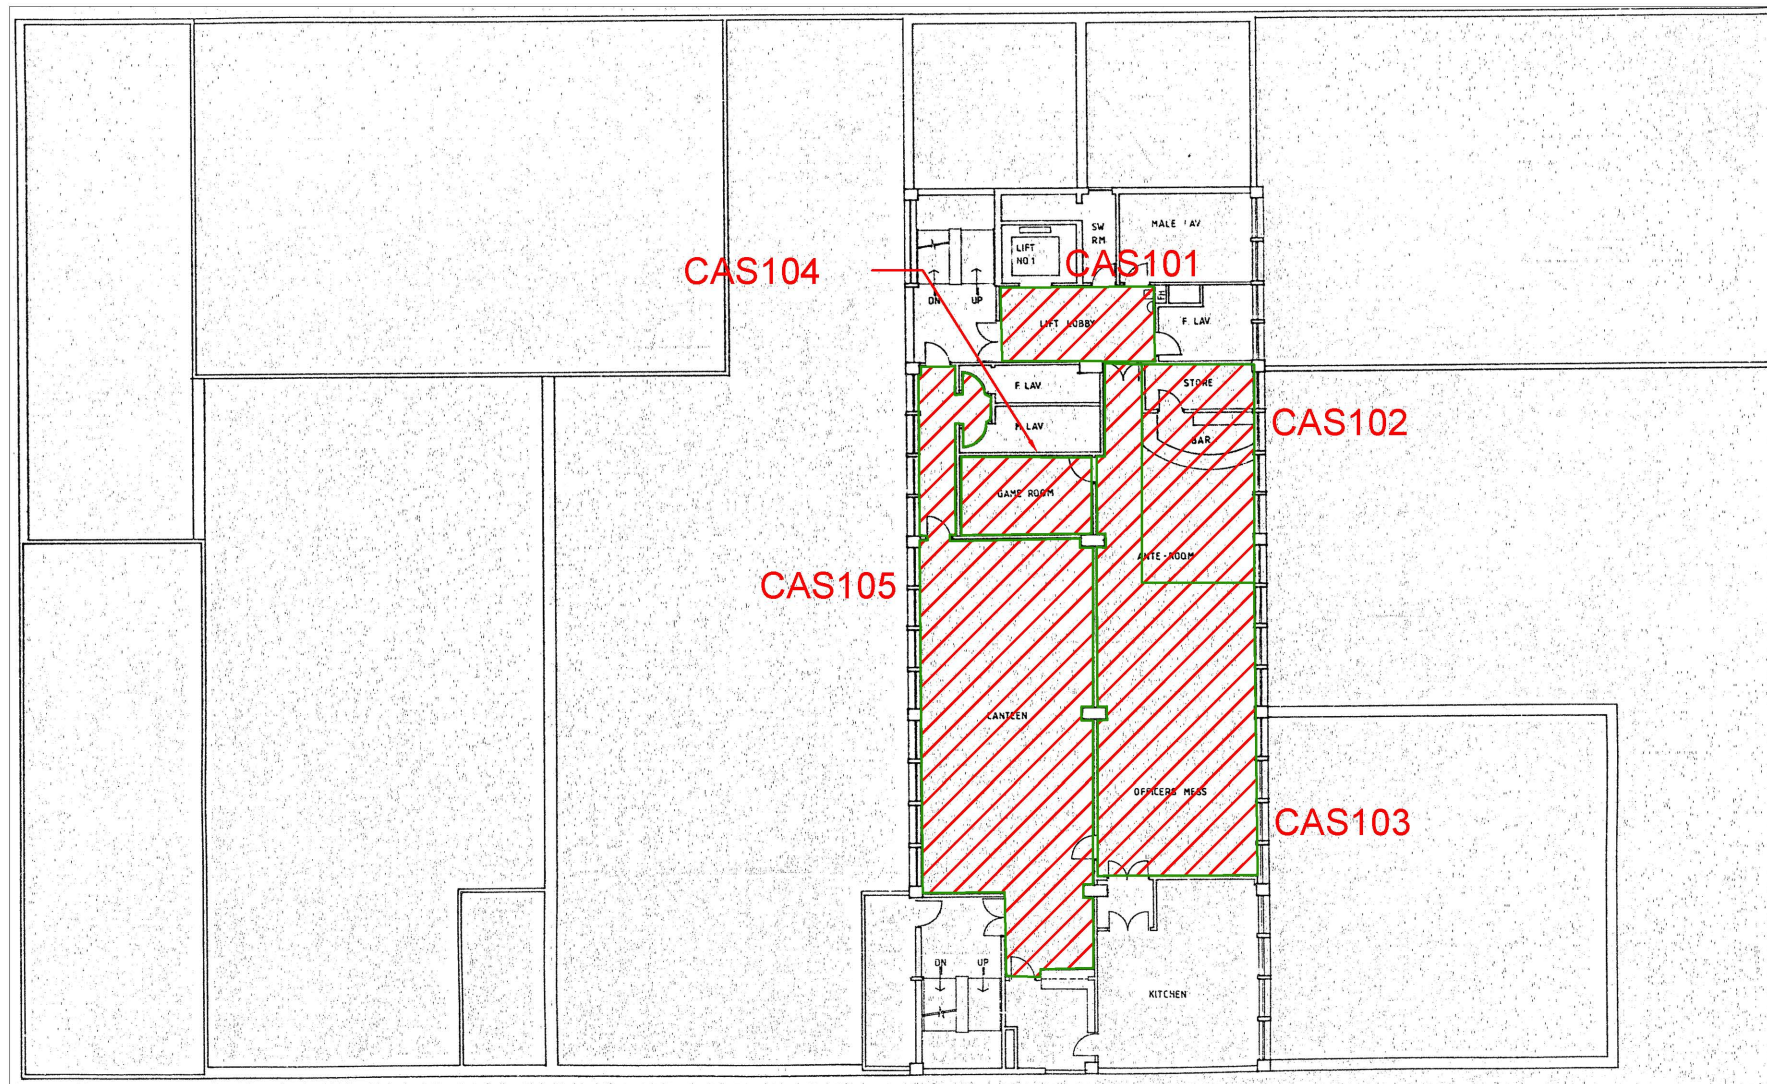 MALE LAV
SW
RM
LIFT
NO.1
CAS101
CAS104
DN
UP
FH
LIFT LOBBY
F. LAV
F. LAV
STORE
CAS102
BAR
GAME ROOM
ANTE-ROOM
CAS105
CANTEEN
OFFICERS MESS
CAS103
DN
UP
KITCHEN